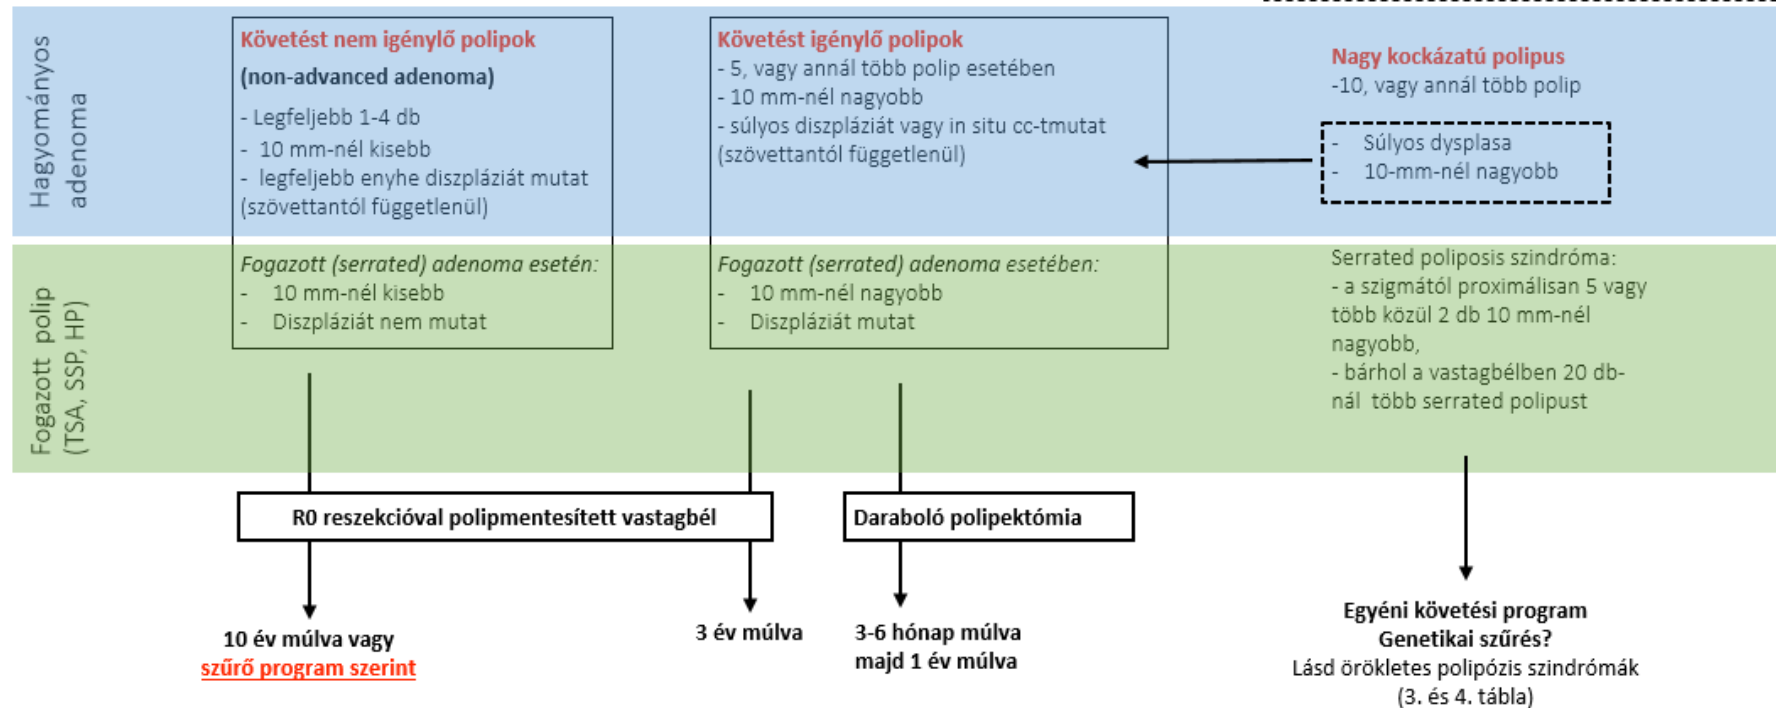 Hagyományos
adenoma
Követést nem igénylő polipok
(non-advanced adenoma)
- Legfeljebb 1-4 db
- 10 mm-nél kisebb
- legfeljebb enyhe diszpláziát mutat
(szövettantól függetlenül)
Követést igénylő polipok
- 5, vagy annál több polip esetében
- 10 mm-nél nagyobb
- súlyos diszpláziát vagy in situ cc-tmutat
(szövettantól függetlenül)
Nagy kockázatú polipus
-10, vagy annál több polip
- Súlyos dysplasa
- 10-mm-nél nagyobb
Fogazott polip
(TSA, SSP, HP)
Fogazott (serrated) adenoma esetén:
- 10 mm-nél kisebb
- Diszpláziát nem mutat
Fogazott (serrated) adenoma esetében:
- 10 mm-nél nagyobb
- Diszpláziát mutat
Serrated poliposis szindróma:
- a szigmától proximálisan 5 vagy
több közül 2 db 10 mm-nél
nagyobb,
- bárhol a vastagbélben 20 db-
nál több serrated polipust
R0 reszekcióval polipmentesített vastagbél
Daraboló polipektómia
10 év múlva vagy
szűrő program szerint
3 év múlva
3-6 hónap múlva
majd 1 év múlva
Egyéni követési program
Genetikai szűrés?
Lásd örökletes polipózis szindrómák
(3. és 4. tábla)